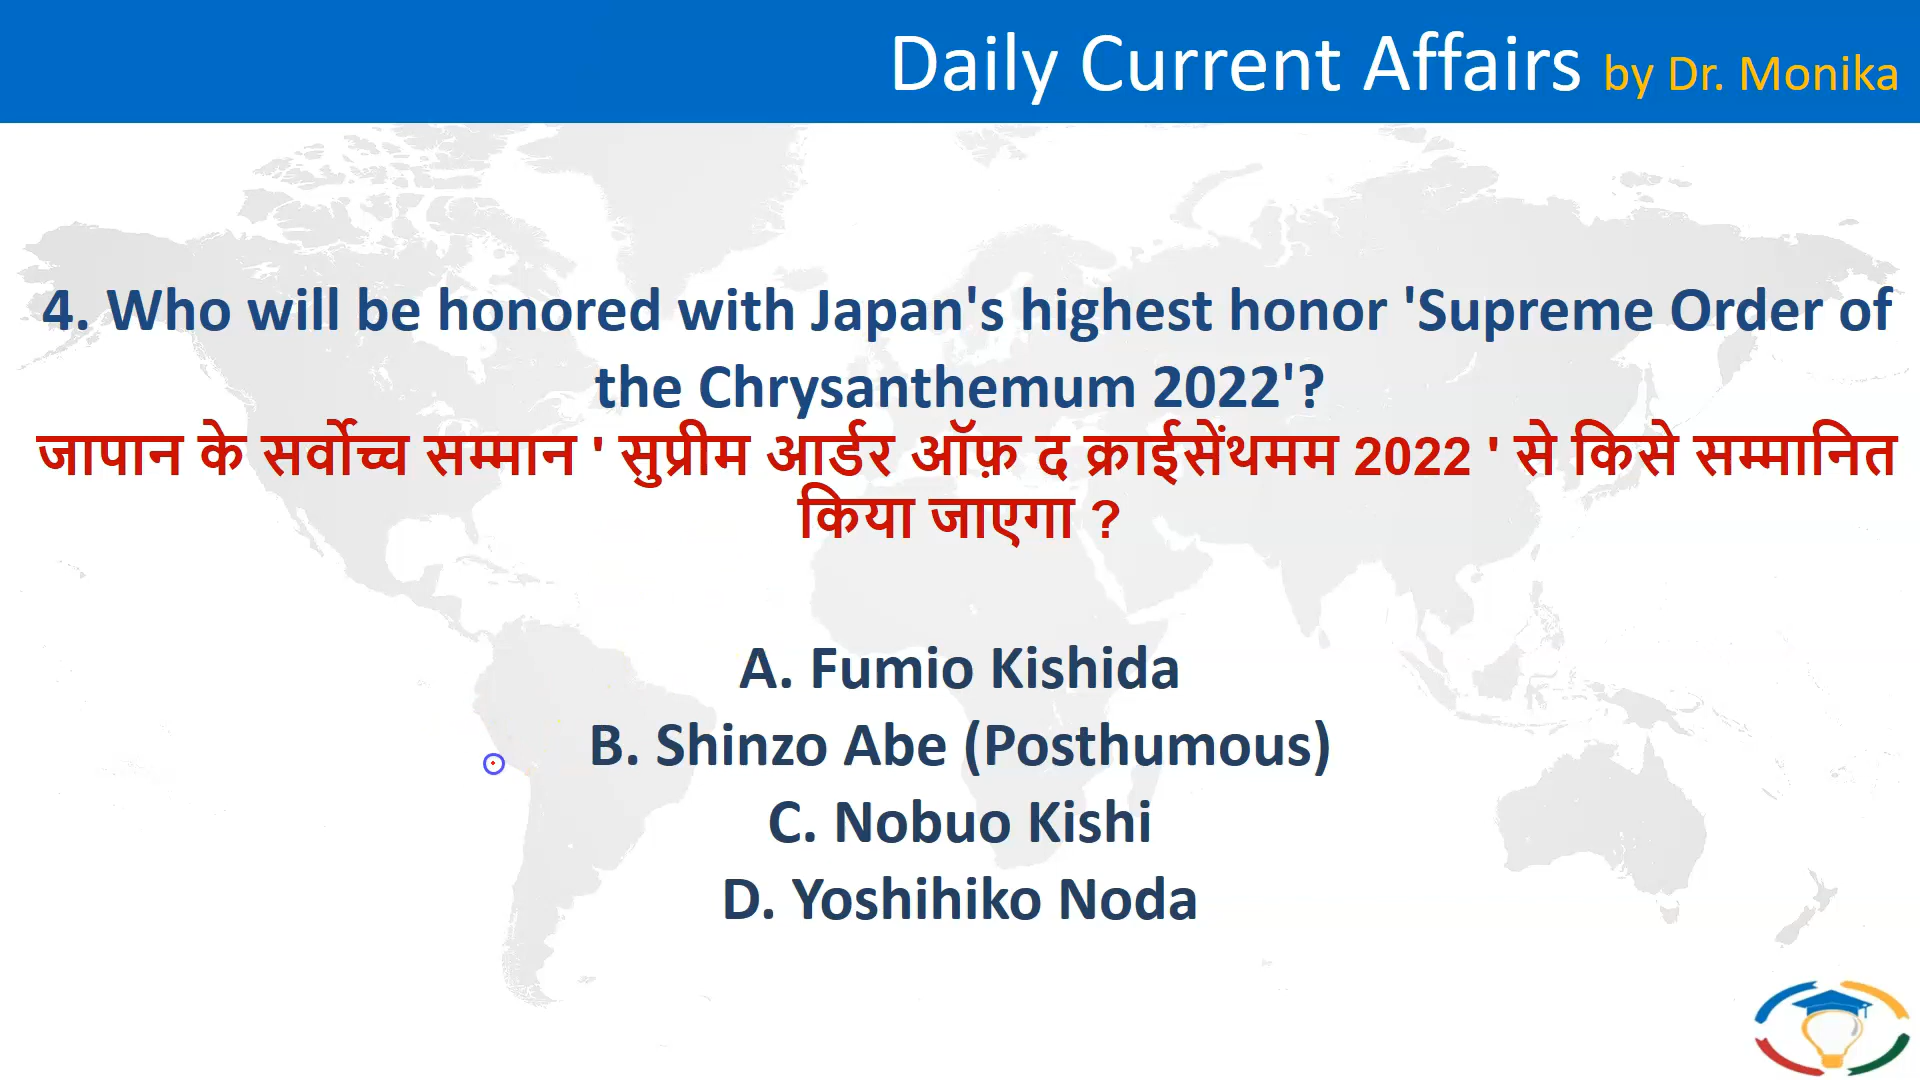 Daily Current Affairs by Dr. Monika
4. Who will be honored with Japan's highest honor 'Supreme Order of
the Chrysanthemum 2022'?
जापान के सर्वोच्च सम्मान ' सुप्रीम आर्डर ऑफ़ द क्राईसेंथमम 2022 ' से किसे सम्मानित
किया जाएगा ?
A. Fumio Kishida
B. Shinzo Abe (Posthumous)
C. Nobuo Kishi
D. Yoshihiko Noda